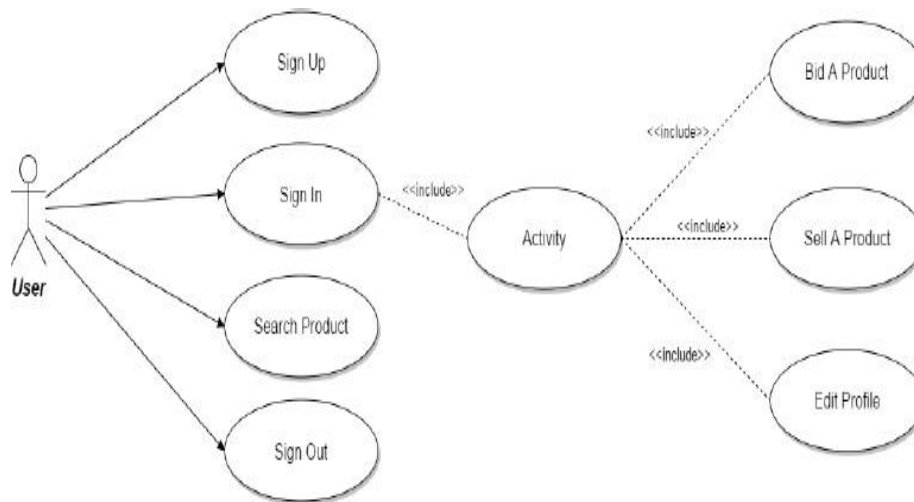 Sign Up
Bid A Product
<<include>>
Sign In
<<include>>
Activity
<<include>>
Sell A Product
User
Search Product
<<include>>
Edit Profile
Sign Out